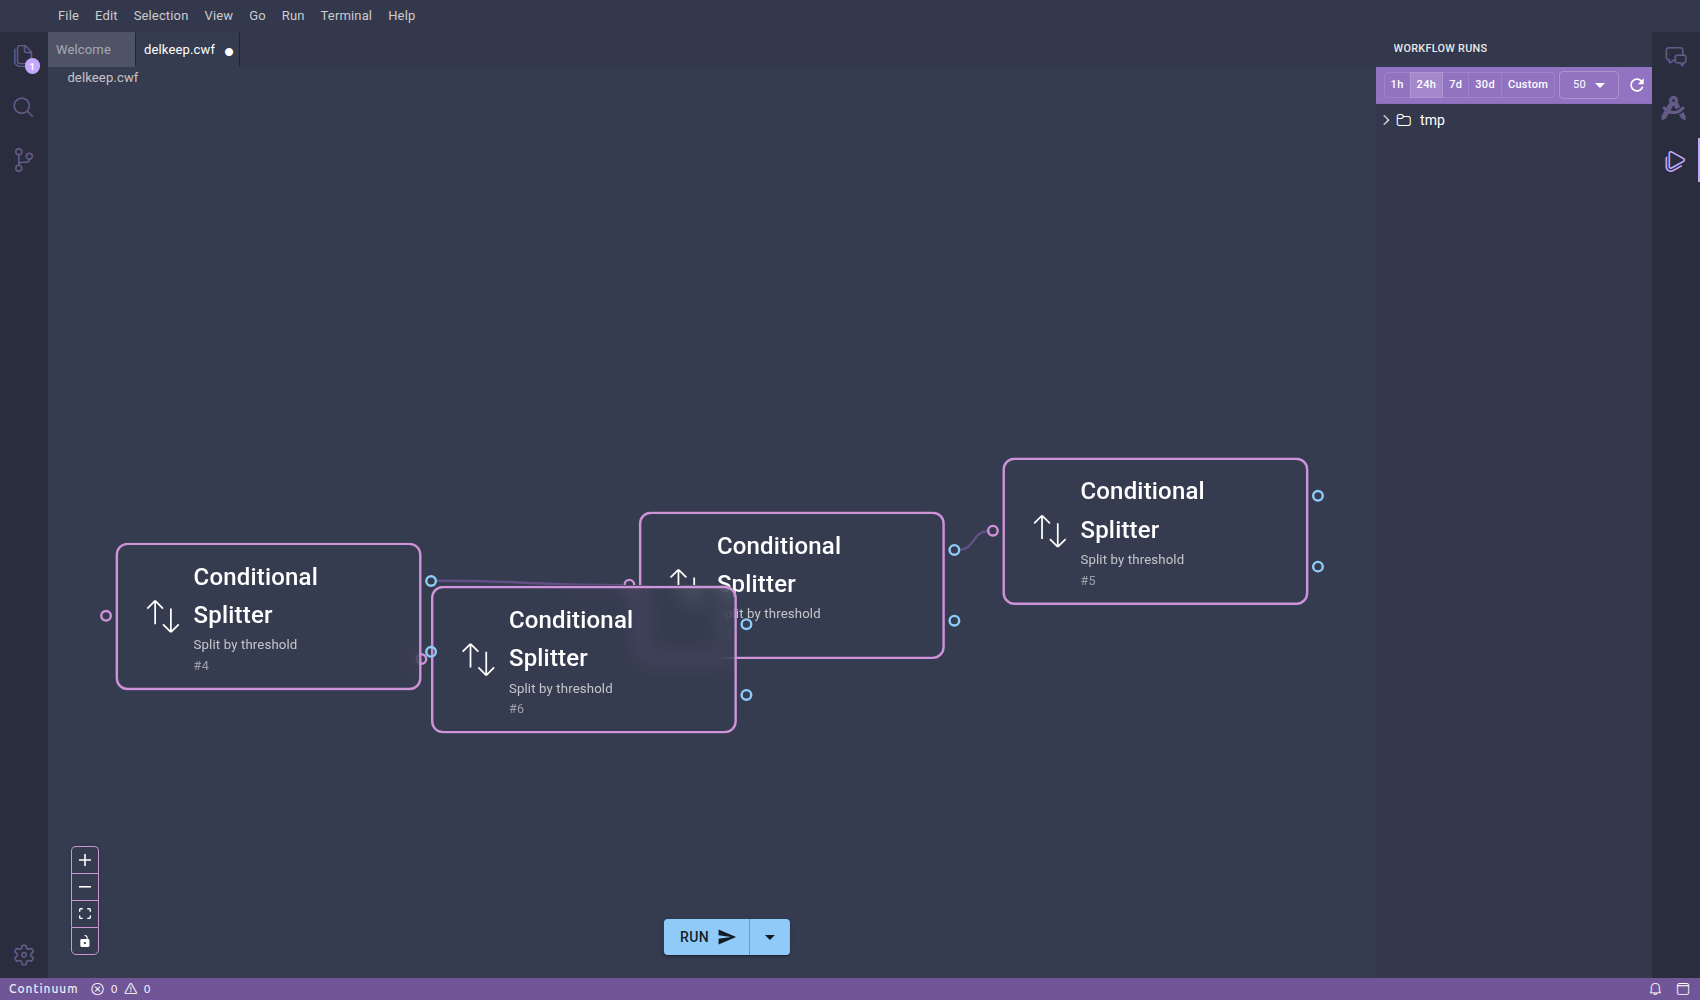 File Edit Selection View Go Run Terminal Help
Welcome delkeep.cwf
delkeep.cwf
WORKFLOW RUNS
1h 24h 7d 30d Custom 50
tmp
1
Conditional
Splitter
Split by threshold
#4
Conditional
Splitter
Split by threshold
#6
Conditional
Splitter
Split by threshold
Conditional
Splitter
Split by threshold
#5
RUN
Continuum 0 0